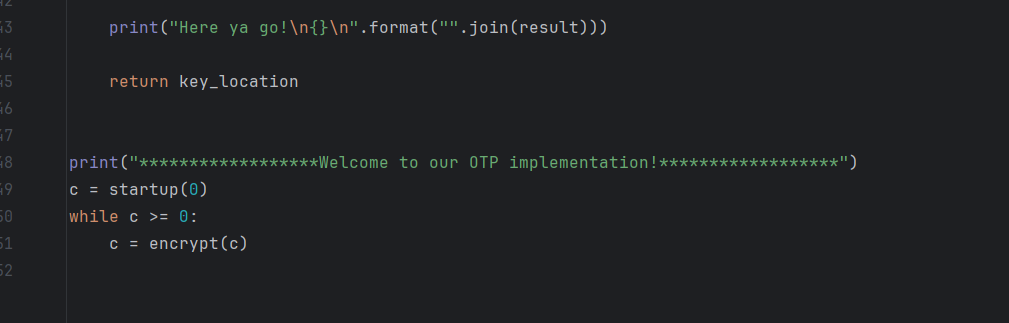 43 print("Here ya go!\n{}\n".format("".join(result)))
44
45 return key_location
46
47
48 print("******************Welcome to our OTP implementation!******************")
49 c = startup(0)
50 while c >= 0:
51 c = encrypt(c)
52